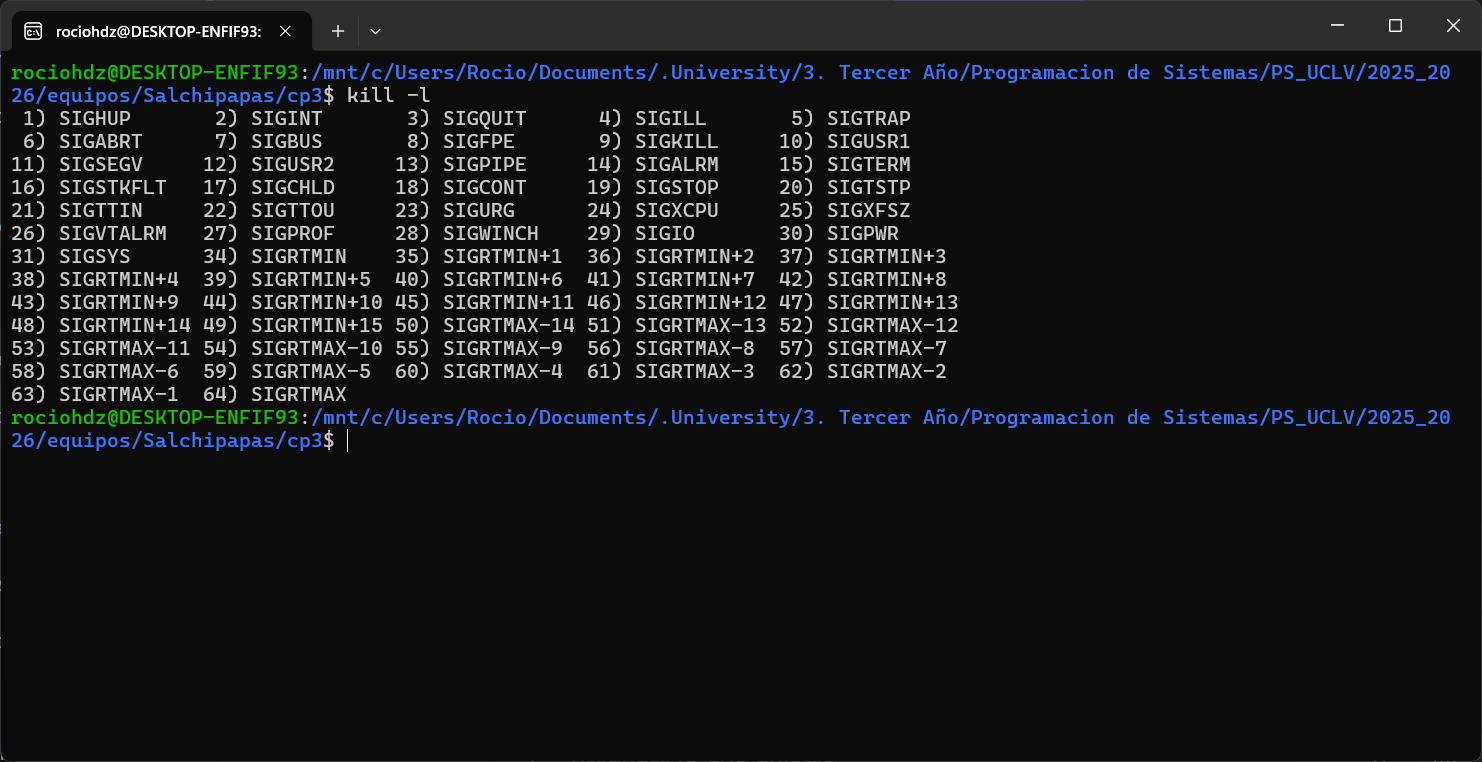 rociohdz@DESKTOP-ENFIF93:
rociohdz@DESKTOP-ENFIF93:/mnt/c/Users/Rocio/Documents/.University/3. Tercer Año/Programacion de Sistemas/PS_UCLV/2025_20
26/equipos/Salchipapas/cp3$ kill -l
 1) SIGHUP       2) SIGINT       3) SIGQUIT      4) SIGILL       5) SIGTRAP
 6) SIGABRT      7) SIGBUS       8) SIGFPE       9) SIGKILL     10) SIGUSR1
11) SIGSEGV     12) SIGUSR2     13) SIGPIPE     14) SIGALRM     15) SIGTERM
16) SIGSTKFLT   17) SIGCHLD     18) SIGCONT     19) SIGSTOP     20) SIGTSTP
21) SIGTTIN     22) SIGTTOU     23) SIGURG      24) SIGXCPU     25) SIGXFSZ
26) SIGVTALRM   27) SIGPROF     28) SIGWINCH    29) SIGIO       30) SIGPWR
31) SIGSYS      34) SIGRTMIN    35) SIGRTMIN+1  36) SIGRTMIN+2  37) SIGRTMIN+3
38) SIGRTMIN+4  39) SIGRTMIN+5  40) SIGRTMIN+6  41) SIGRTMIN+7  42) SIGRTMIN+8
43) SIGRTMIN+9  44) SIGRTMIN+10 45) SIGRTMIN+11 46) SIGRTMIN+12 47) SIGRTMIN+13
48) SIGRTMIN+14 49) SIGRTMIN+15 50) SIGRTMAX-14 51) SIGRTMAX-13 52) SIGRTMAX-12
53) SIGRTMAX-11 54) SIGRTMAX-10 55) SIGRTMAX-9  56) SIGRTMAX-8  57) SIGRTMAX-7
58) SIGRTMAX-6  59) SIGRTMAX-5  60) SIGRTMAX-4  61) SIGRTMAX-3  62) SIGRTMAX-2
63) SIGRTMAX-1  64) SIGRTMAX
rociohdz@DESKTOP-ENFIF93:/mnt/c/Users/Rocio/Documents/.University/3. Tercer Año/Programacion de Sistemas/PS_UCLV/2025_20
26/equipos/Salchipapas/cp3$